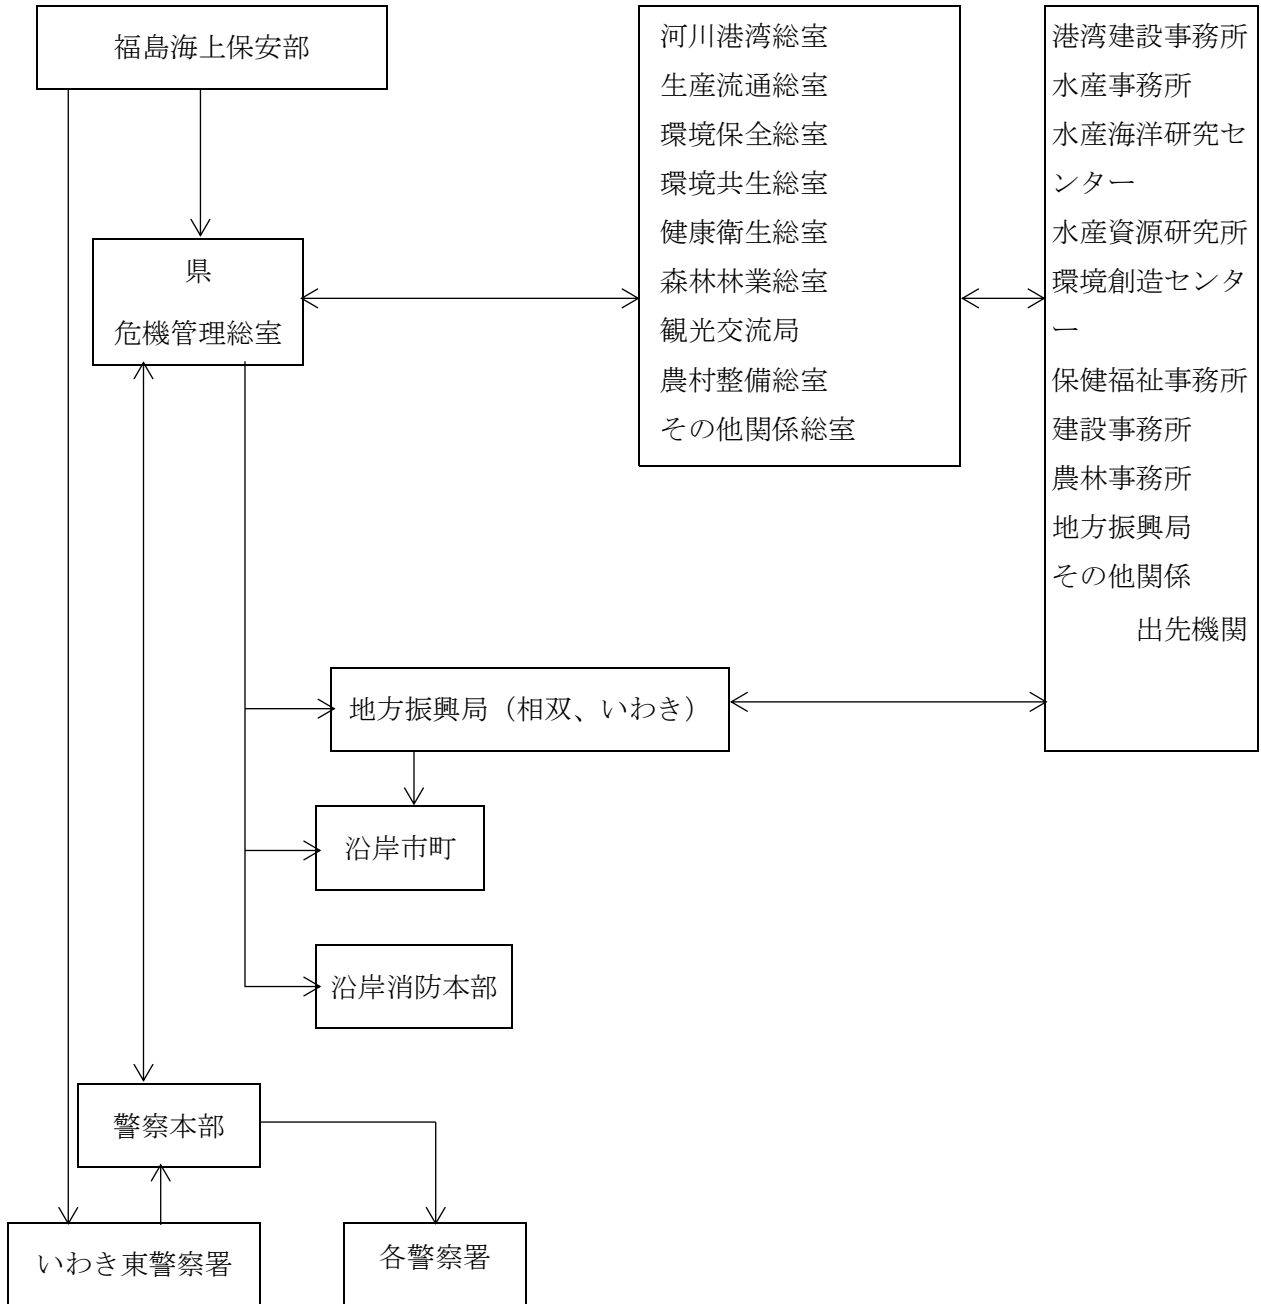 福島海上保安部
県
危機管理総室
河川港湾総室
生産流通総室
環境保全総室
環境共生総室
健康衛生総室
森林林業総室
観光交流局
農村整備総室
その他関係総室
港湾建設事務所
水産事務所
水産海洋研究セ
ンター
水産資源研究所
環境創造センタ
ー
保健福祉事務所
建設事務所
農林事務所
地方振興局
その他関係
出先機関
地方振興局（相双、いわき）
沿岸市町
沿岸消防本部
警察本部
いわき東警察署
各警察署